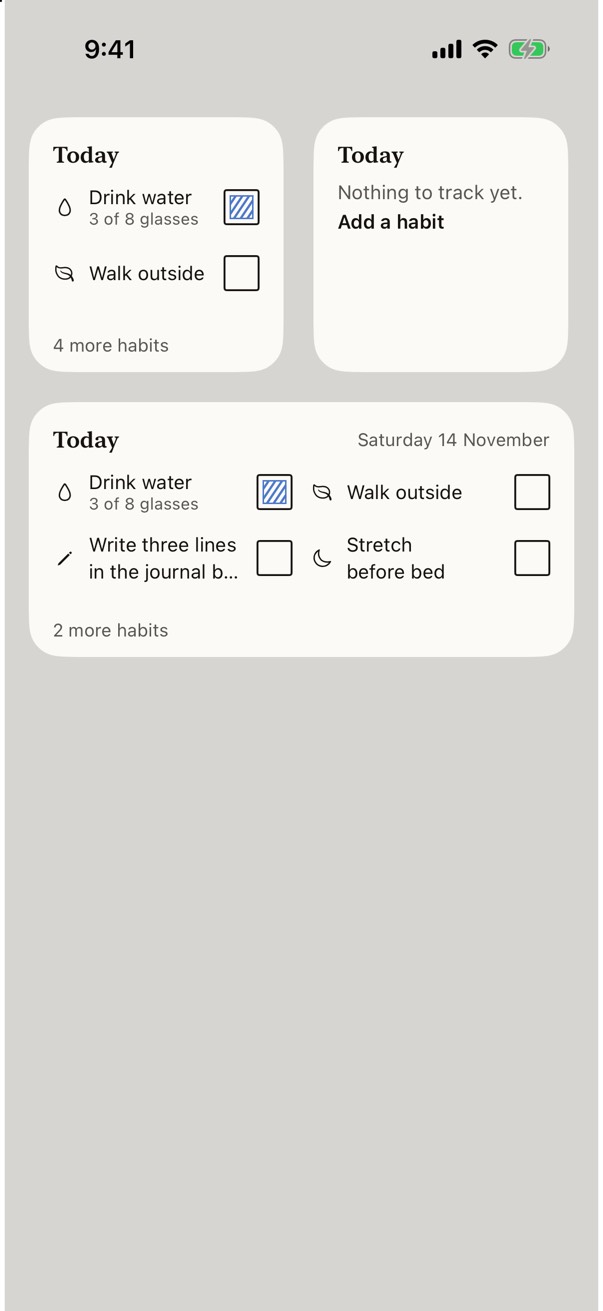 9:41
Today
Drink water
3 of 8 glasses
Walk outside
4 more habits
Today
Nothing to track yet.
Add a habit
Today
Saturday 14 November
Drink water
3 of 8 glasses
Walk outside
Write three lines
in the journal b...
Stretch
before bed
2 more habits